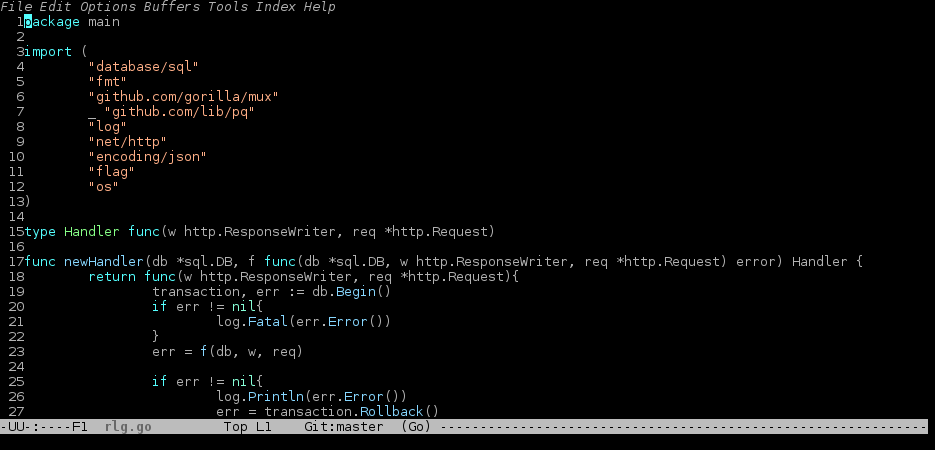 File Edit Options Buffers Tools Index Help
1package main
2
3import (
4        "database/sql"
5        "fmt"
6        "github.com/gorilla/mux"
7        _ "github.com/lib/pq"
8        "log"
9        "net/http"
10        "encoding/json"
11        "flag"
12        "os"
13)
14
15type Handler func(w http.ResponseWriter, req *http.Request)
16
17func newHandler(db *sql.DB, f func(db *sql.DB, w http.ResponseWriter, req *http.Request) error) Handler {
18        return func(w http.ResponseWriter, req *http.Request){
19                transaction, err := db.Begin()
20                if err != nil{
21                        log.Fatal(err.Error())
22                }
23                err = f(db, w, req)
24
25                if err != nil{
26                        log.Println(err.Error())
27                        err = transaction.Rollback()
-UU-:----F1  rlg.go         Top L1    Git:master  (Go) -------------------------------------------------------------